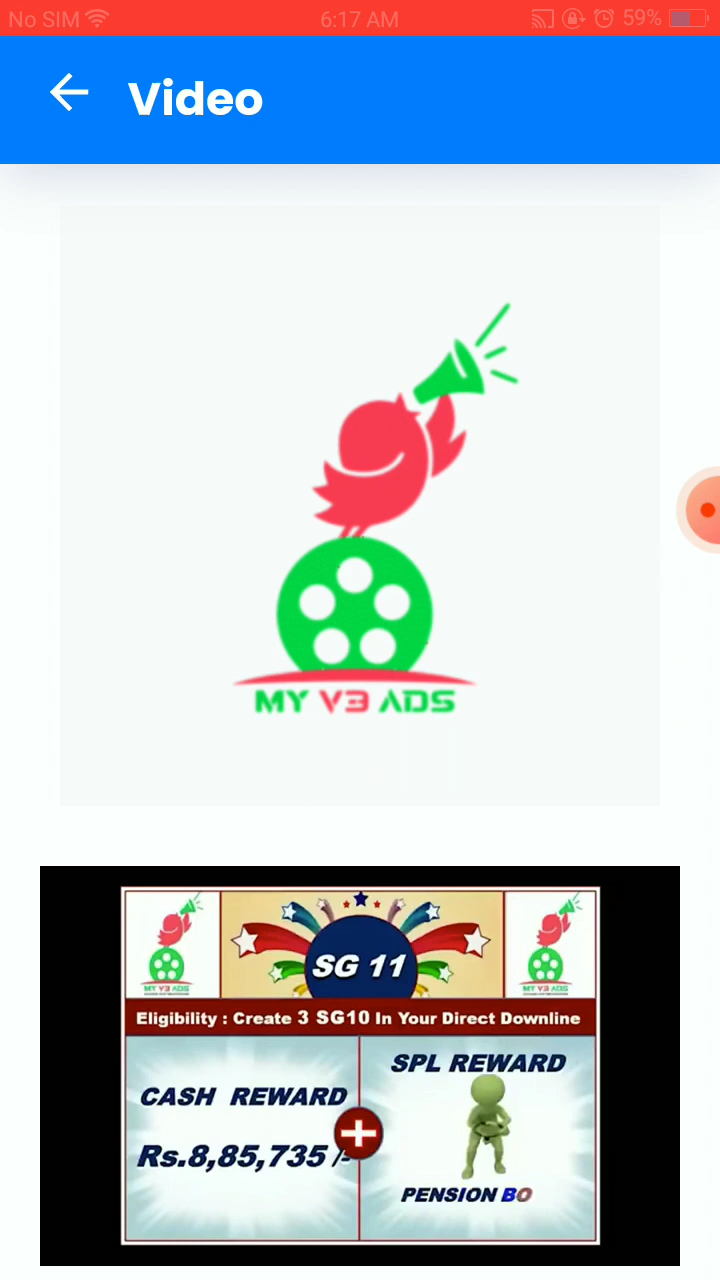 No SIM 6:17 AM 59%
Video
MY V3 ADS
MY V3 ADS MY V3 ADS
SG 11
Eligibility : Create 3 SG10 In Your Direct Downline
CASH REWARD
Rs.8,85,735 /-
SPL REWARD
PENSION BO